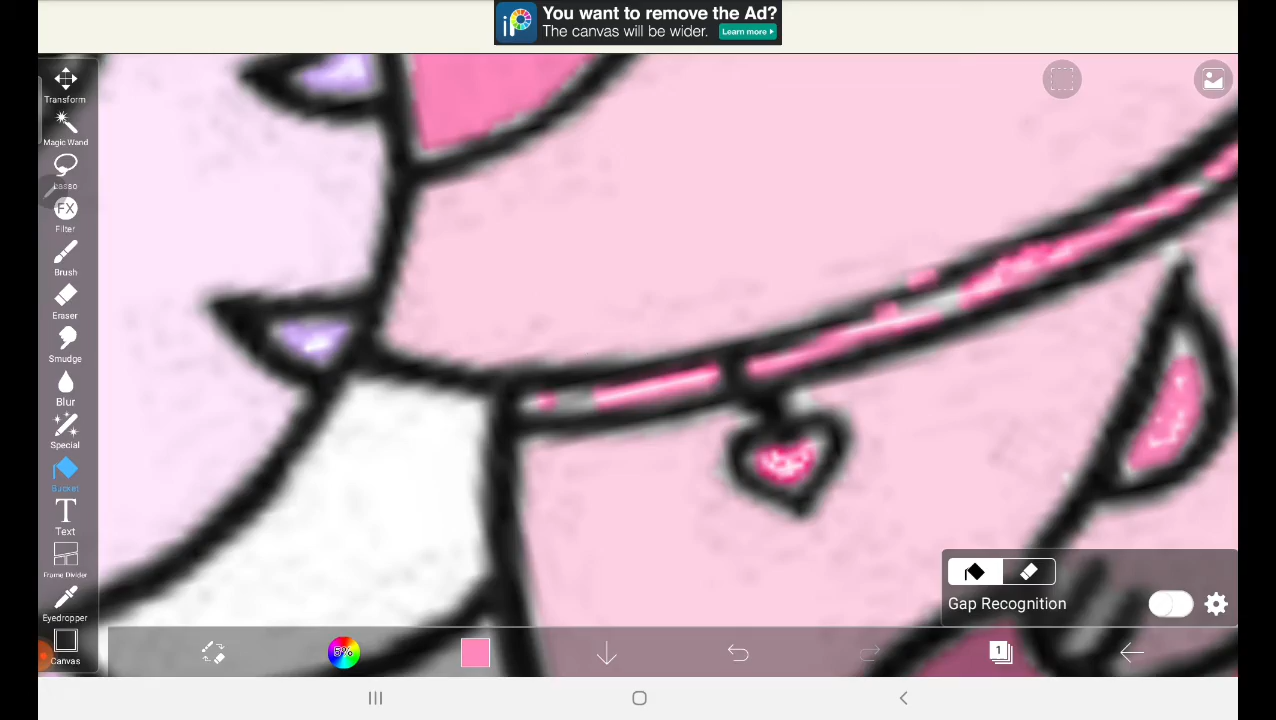 You want to remove the Ad?
The canvas will be wider.
Learn more
Transform
Magic Wand
Lasso
FX
Filter
Brush
Eraser
Smudge
Blur
Special
Bucket
T
Text
Frame Divider
Eyedropper
Canvas
Gap Recognition
5%
1